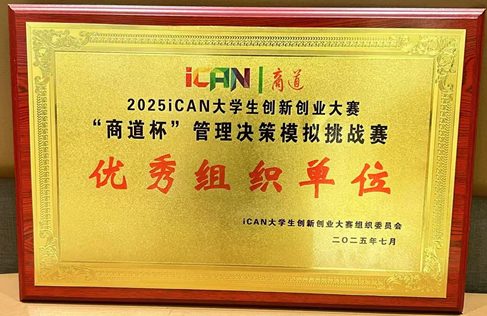 iCAN 商道
2025iCAN大学生创新创业大赛
“商道杯”管理决策模拟挑战赛
优秀组织单位
iCAN大学生创新创业大赛组织委员会
二〇二五年七月